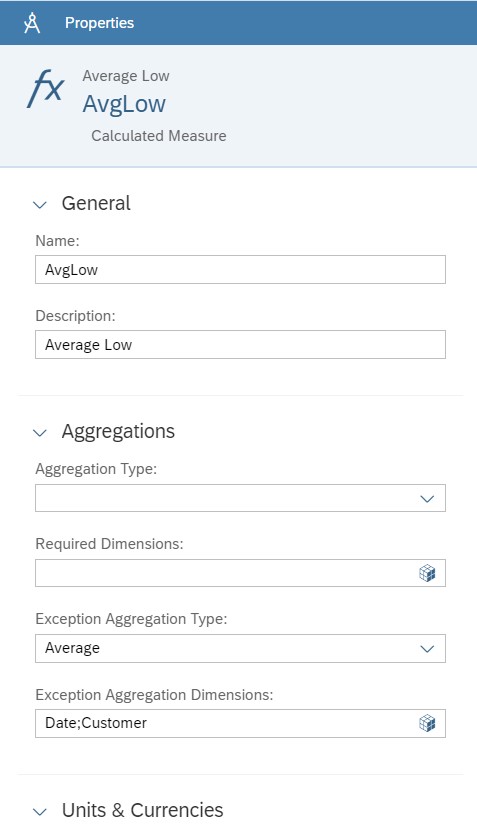 Properties
fx
Average Low
AvgLow
Calculated Measure
General
Name:
AvgLow
Description:
Average Low
Aggregations
Aggregation Type:
Required Dimensions:
Exception Aggregation Type:
Average
Exception Aggregation Dimensions:
Date;Customer
Units & Currencies